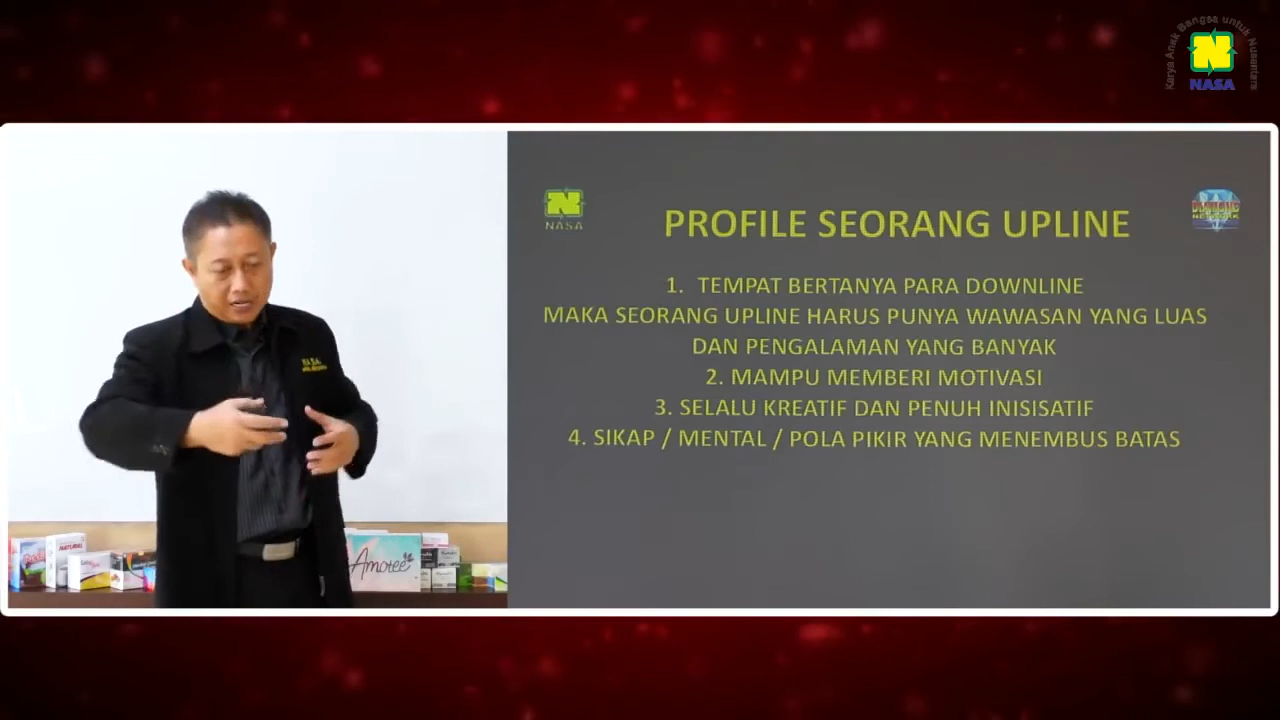 Karya Anak Bangsa untuk Nusantara
NASA
NASA
PROFILE SEORANG UPLINE
1. TEMPAT BERTANYA PARA DOWNLINE
MAKA SEORANG UPLINE HARUS PUNYA WAWASAN YANG LUAS
DAN PENGALAMAN YANG BANYAK
2. MAMPU MEMBERI MOTIVASI
3. SELALU KREATIF DAN PENUH INISISATIF
4. SIKAP / MENTAL / POLA PIKIR YANG MENEMBUS BATAS
NASA
NATURAL
Amotee